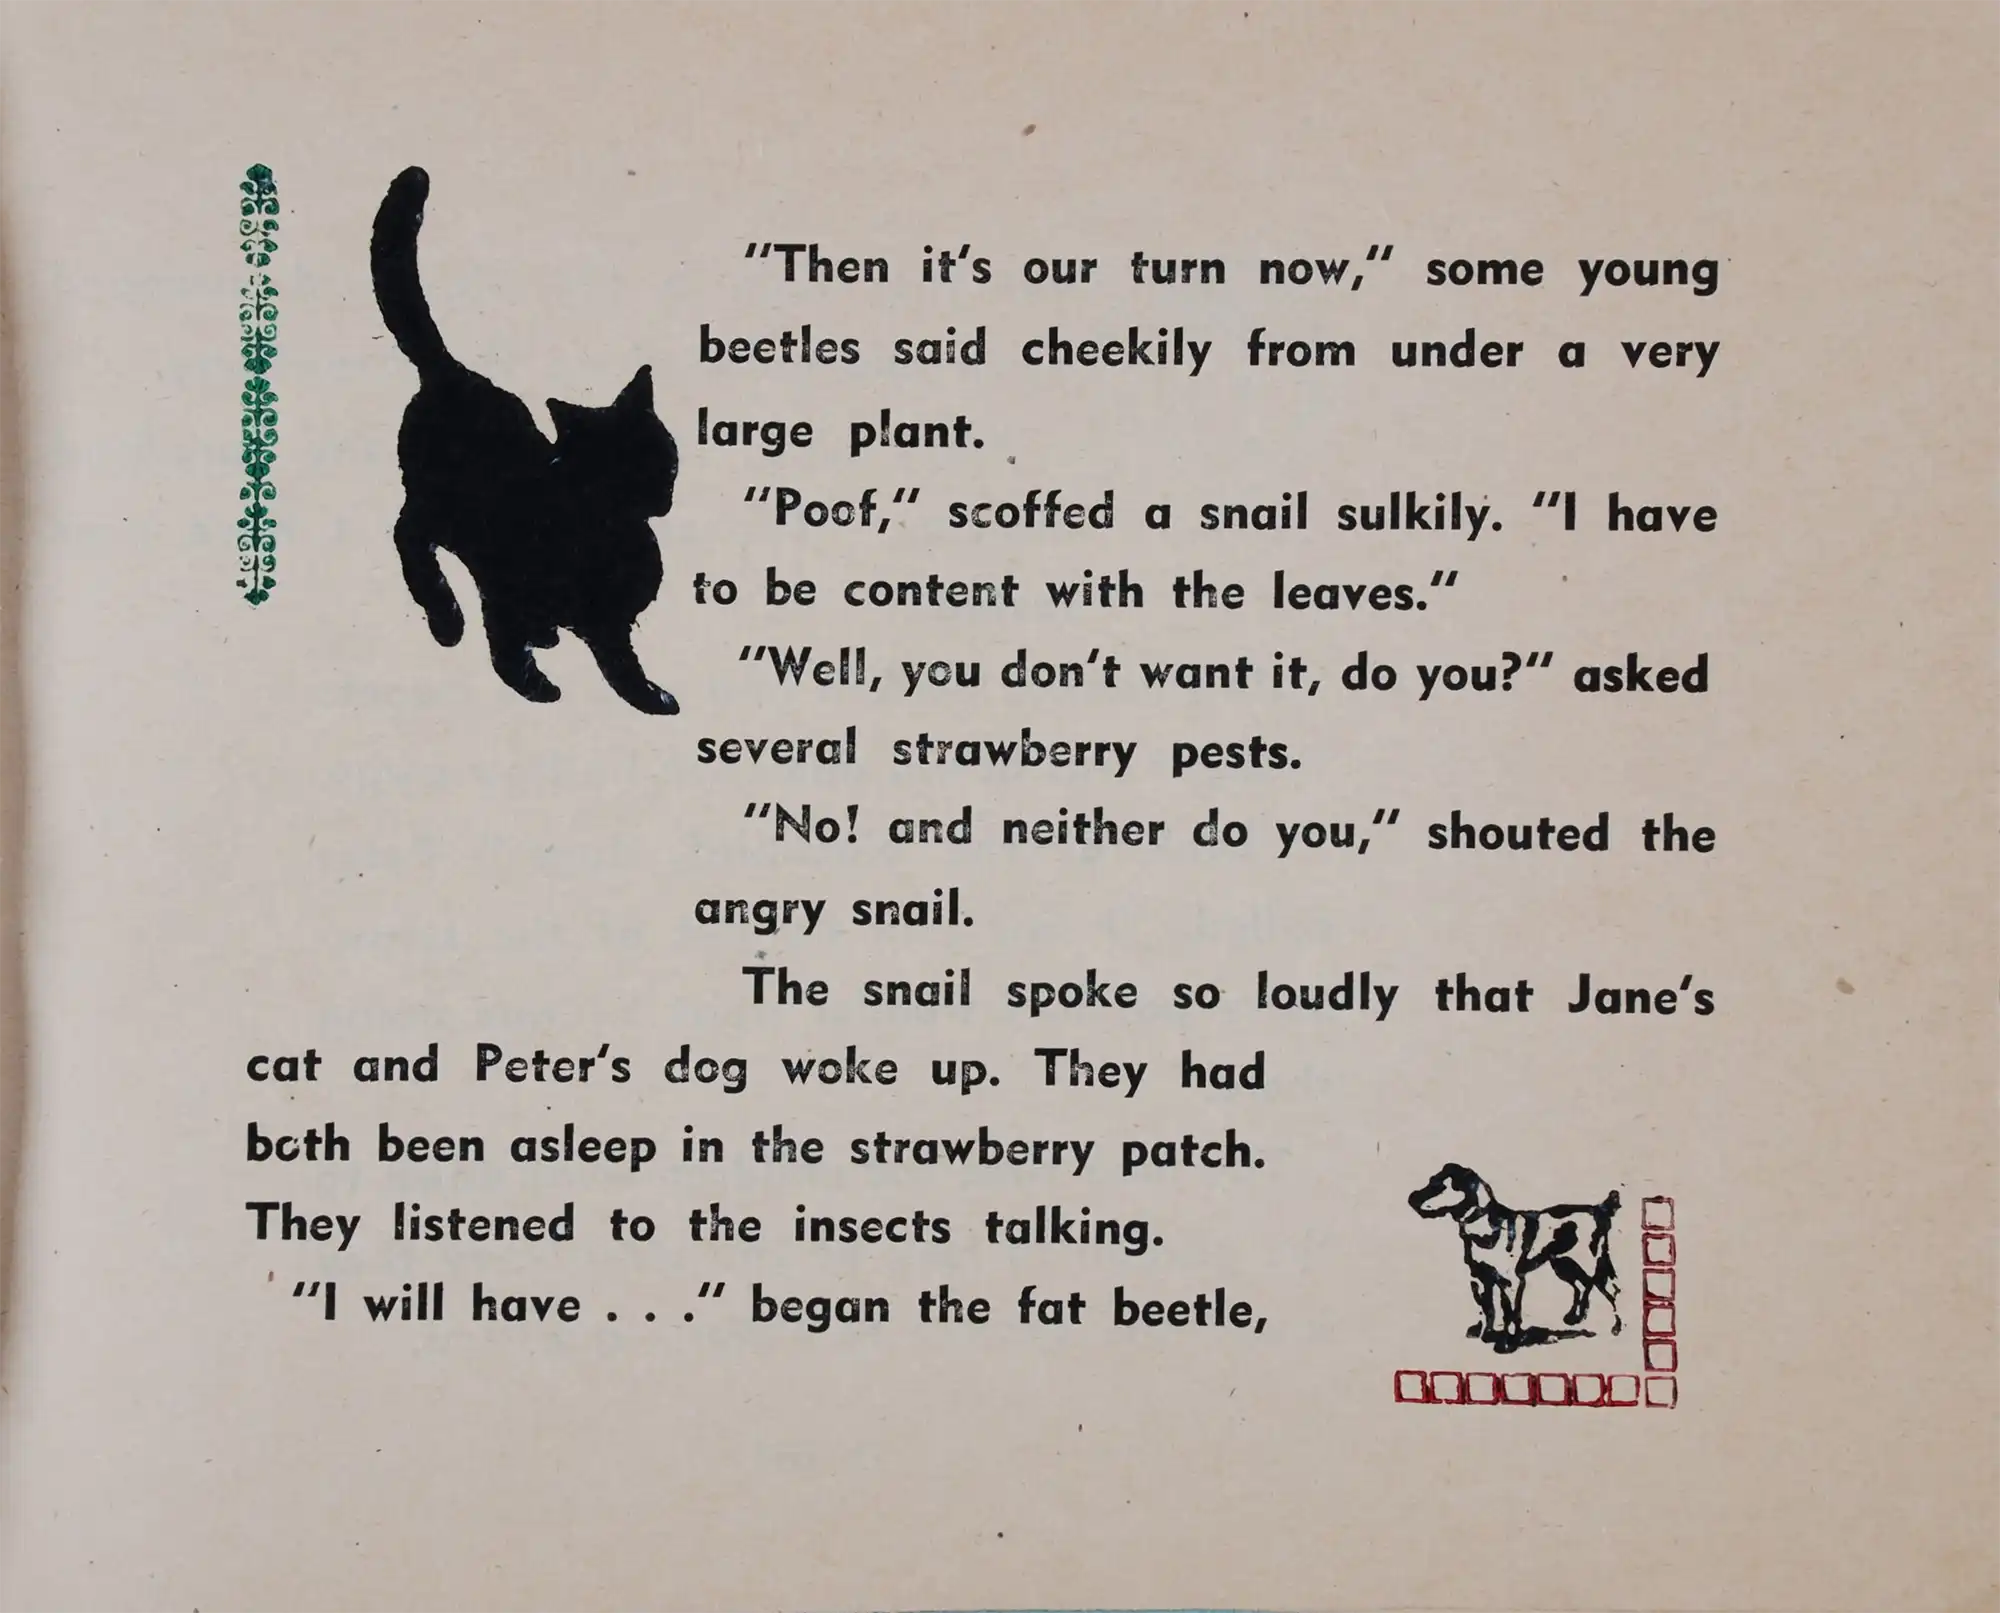 "Then it's our turn now," some young
beetles said cheekily from under a very
large plant.
"Poof," scoffed a snail sulkily. "I have
to be content with the leaves."
"Well, you don't want it, do you?" asked
several strawberry pests.
"No! and neither do you," shouted the
angry snail.
The snail spoke so loudly that Jane's
cat and Peter's dog woke up. They had
both been asleep in the strawberry patch.
They listened to the insects talking.
"I will have . . ." began the fat beetle,